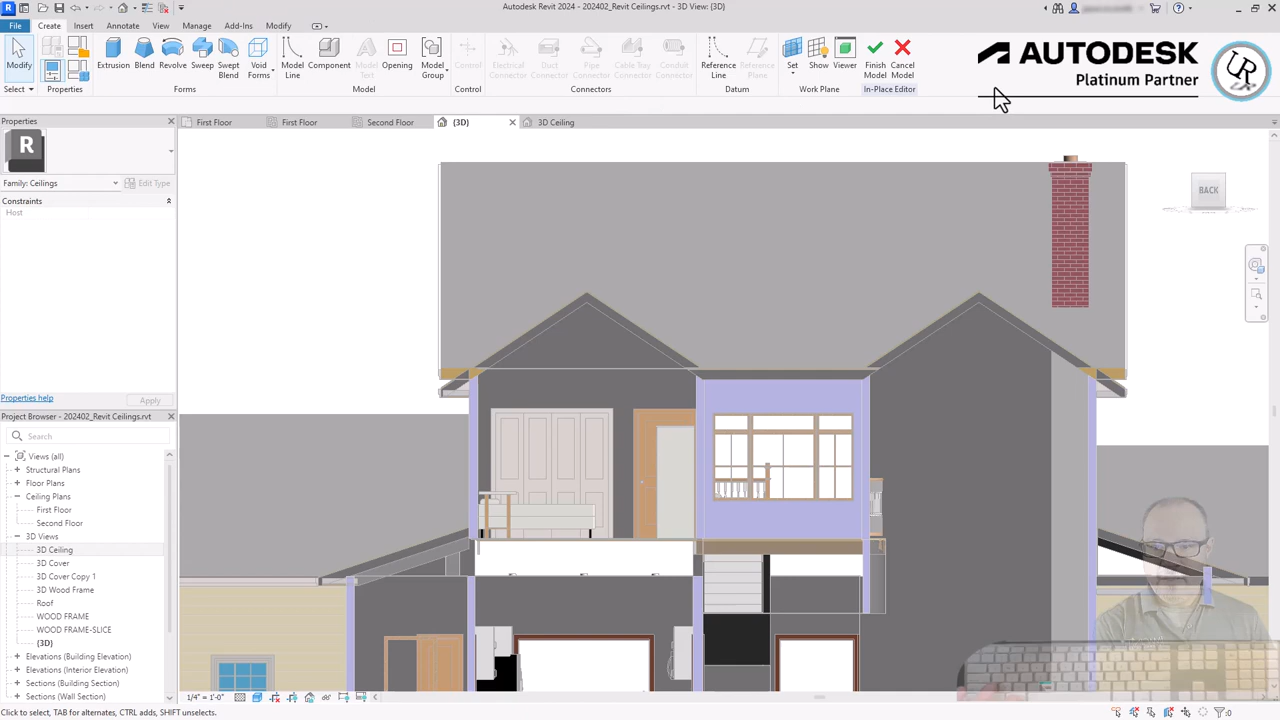 Autodesk Revit 2024 - 202402_Revit Ceilings.rvt - 3D View: {3D}
File Create Insert Annotate View Manage Add-Ins Modify
Modify Extrusion Blend Revolve Sweep Swept Blend Void Forms Model Line Component Model Text Opening Model Group Control Electrical Connector Duct Connector Pipe Connector Cable Tray Connector Conduit Connector Reference Line Reference Plane Set Show Viewer Finish Model Cancel Model
Select Properties Forms Model Control Connectors Datum Work Plane In-Place Editor
AUTODESK
Platinum Partner
Properties
First Floor First Floor Second Floor {3D} 3D Ceiling
R
Family: Ceilings Edit Type
Constraints
Host
BACK
Properties help Apply
Project Browser - 202402_Revit Ceilings.rvt
Search
Views (all)
Structural Plans
Floor Plans
Ceiling Plans
First Floor
Second Floor
3D Views
3D Ceiling
3D Cover
3D Cover Copy 1
3D Wood Frame
Roof
WOOD FRAME
WOOD FRAME-SLICE
{3D}
Elevations (Building Elevation)
Elevations (Interior Elevation)
Sections (Building Section)
Sections (Wall Section)
1/4" = 1'-0"
Click to select, TAB for alternates, CTRL adds, SHIFT unselects.
:0